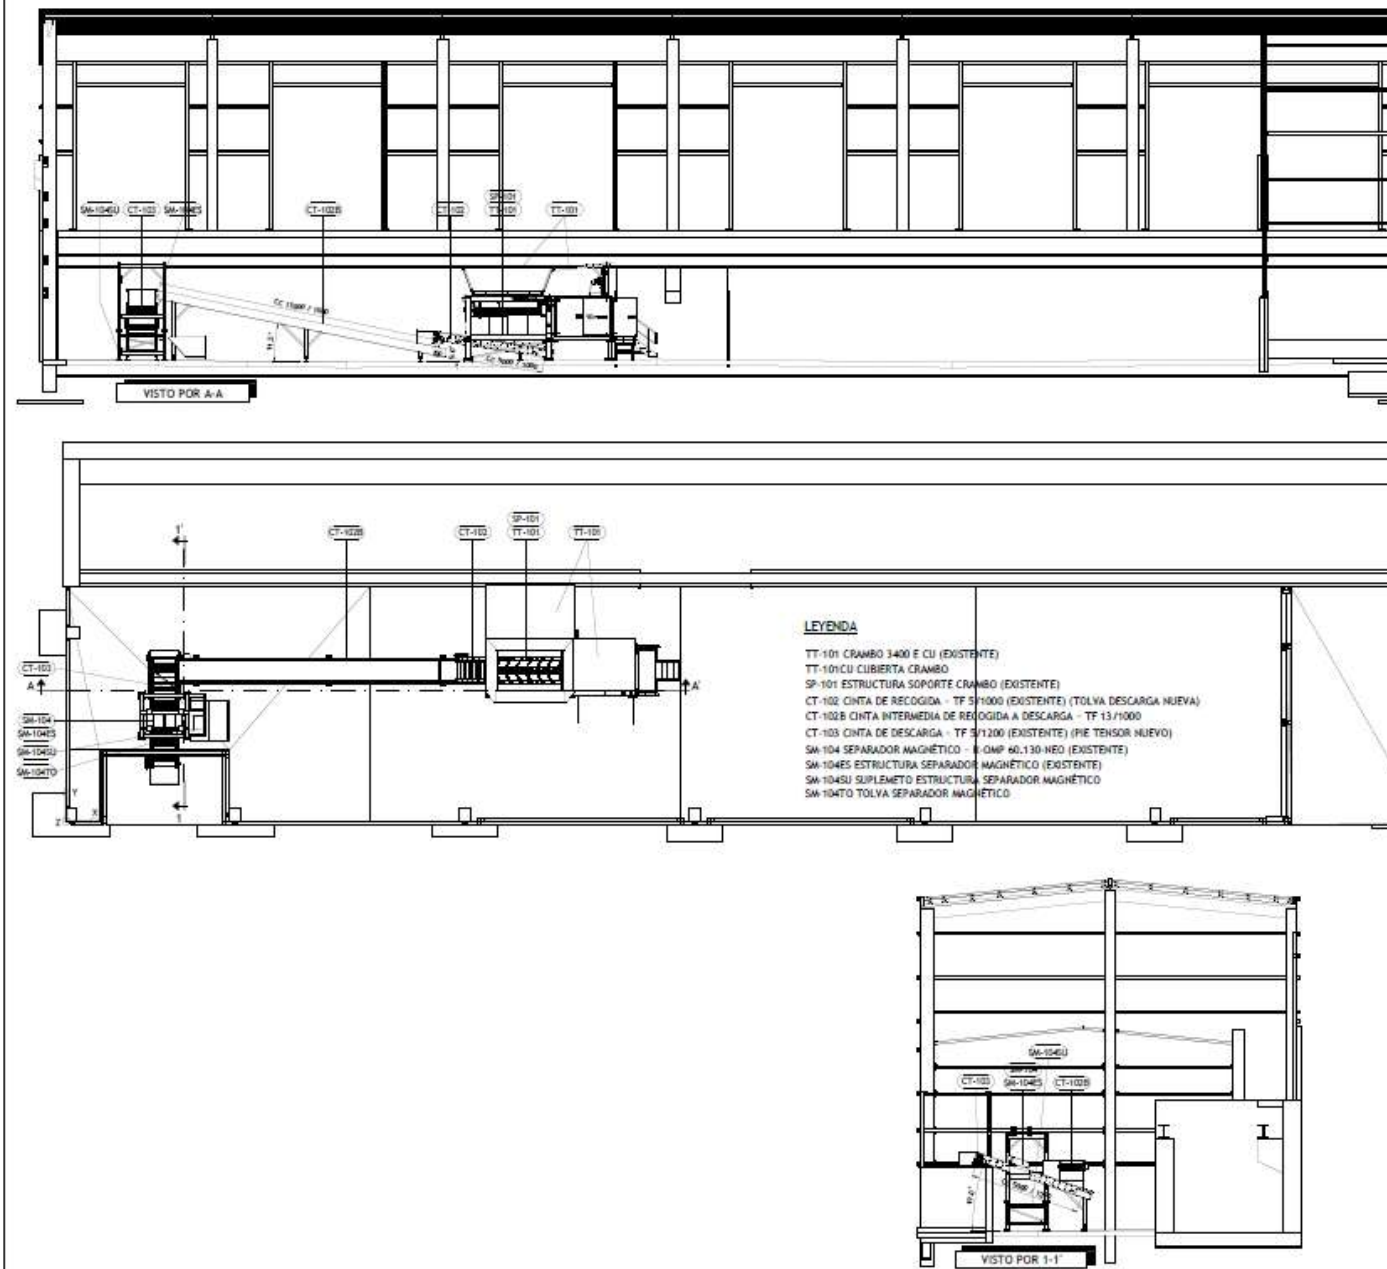 SM-104SU CT-103 SM-104ES CT-102B CT-102 SP-101 TT-101 TT-101
VISTO POR A-A
1'
CT-102B CT-102 SP-101 TT-101 TT-101
CT-103
A A'
SM-104
SM-104ES
SM-104SU
SM-104TO
Y
X
Z
1
LEYENDA
TT-101 CRAMBO 3400 E CU (EXISTENTE)
TT-101CU CUBIERTA CRAMBO
SP-101 ESTRUCTURA SOPORTE CRAMBO (EXISTENTE)
CT-102 CINTA DE RECOGIDA - TF 5/1000 (EXISTENTE) (TOLVA DESCARGA NUEVA)
CT-102B CINTA INTERMEDIA DE RECOGIDA A DESCARGA - TF 13/1000
CT-103 CINTA DE DESCARGA - TF 5/1200 (EXISTENTE) (PIE TENSOR NUEVO)
SM-104 SEPARADOR MAGNÉTICO - R-OMP 60.130-NEO (EXISTENTE)
SM-104ES ESTRUCTURA SEPARADOR MAGNÉTICO (EXISTENTE)
SM-104SU SUPLEMETO ESTRUCTURA SEPARADOR MAGNÉTICO
SM-104TO TOLVA SEPARADOR MAGNÉTICO
SM-104SU
CT-103 SM-104 SM-104ES CT-102B
VISTO POR 1-1'